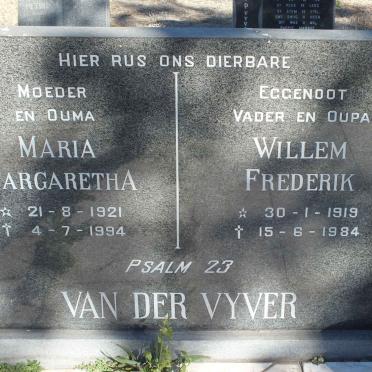 HIER RUS ONS DIERBARE
MOEDER
EN OUMA
MARIA
MARGARETHA
☆ 21-8-1921
† 4-7-1994
EGGENOOT
VADER EN OUPA
WILLEM
FREDERIK
☆ 30-1-1919
† 15-6-1984
PSALM 23
VAN DER VYVER